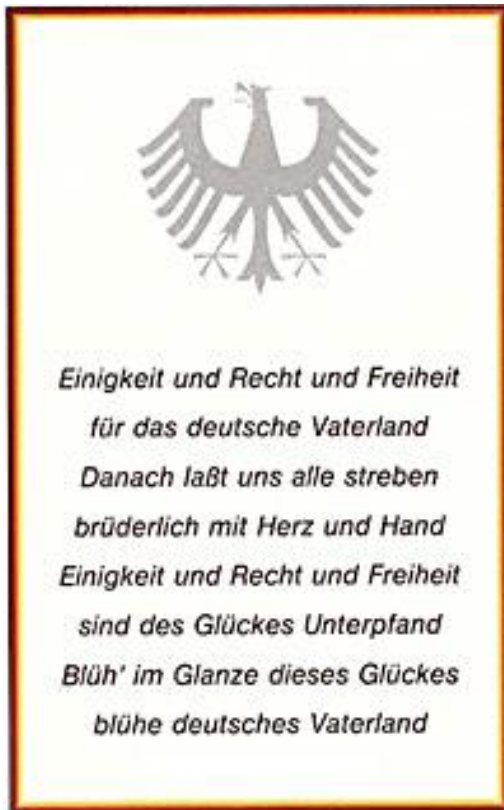 Einigkeit und Recht und Freiheit
für das deutsche Vaterland
Danach laßt uns alle streben
brüderlich mit Herz und Hand
Einigkeit und Recht und Freiheit
sind des Glückes Unterpfand
Blüh' im Glanze dieses Glückes
blühe deutsches Vaterland